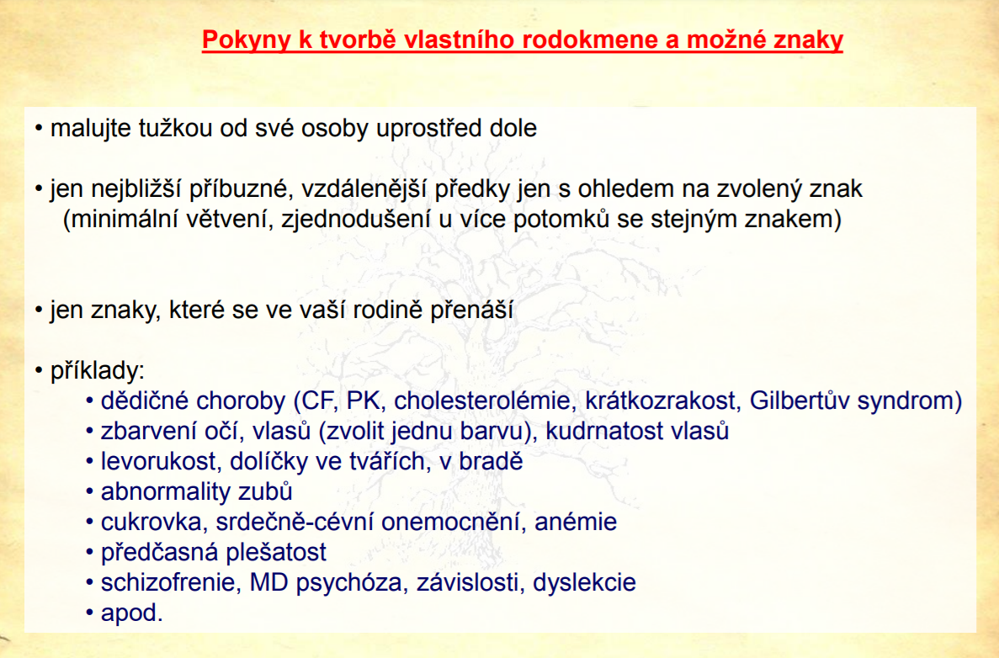 Pokyny k tvorbě vlastního rodokmene a možné znaky
• malujte tužkou od své osoby uprostřed dole
• jen nejbližší příbuzné, vzdálenější předky jen s ohledem na zvolený znak
(minimální větvení, zjednodušení u více potomků se stejným znakem)
• jen znaky, které se ve vaší rodině přenáší
• příklady:
• dědičné choroby (CF, PK, cholesterolémie, krátkozrakost, Gilbertův syndrom)
• zbarvení očí, vlasů (zvolit jednu barvu), kudrnatost vlasů
• levorukost, dolíčky ve tvářích, v bradě
• abnormality zubů
• cukrovka, srdečně-cévní onemocnění, anémie
• předčasná plešatost
• schizofrenie, MD psychóza, závislosti, dyslekcie
• apod.